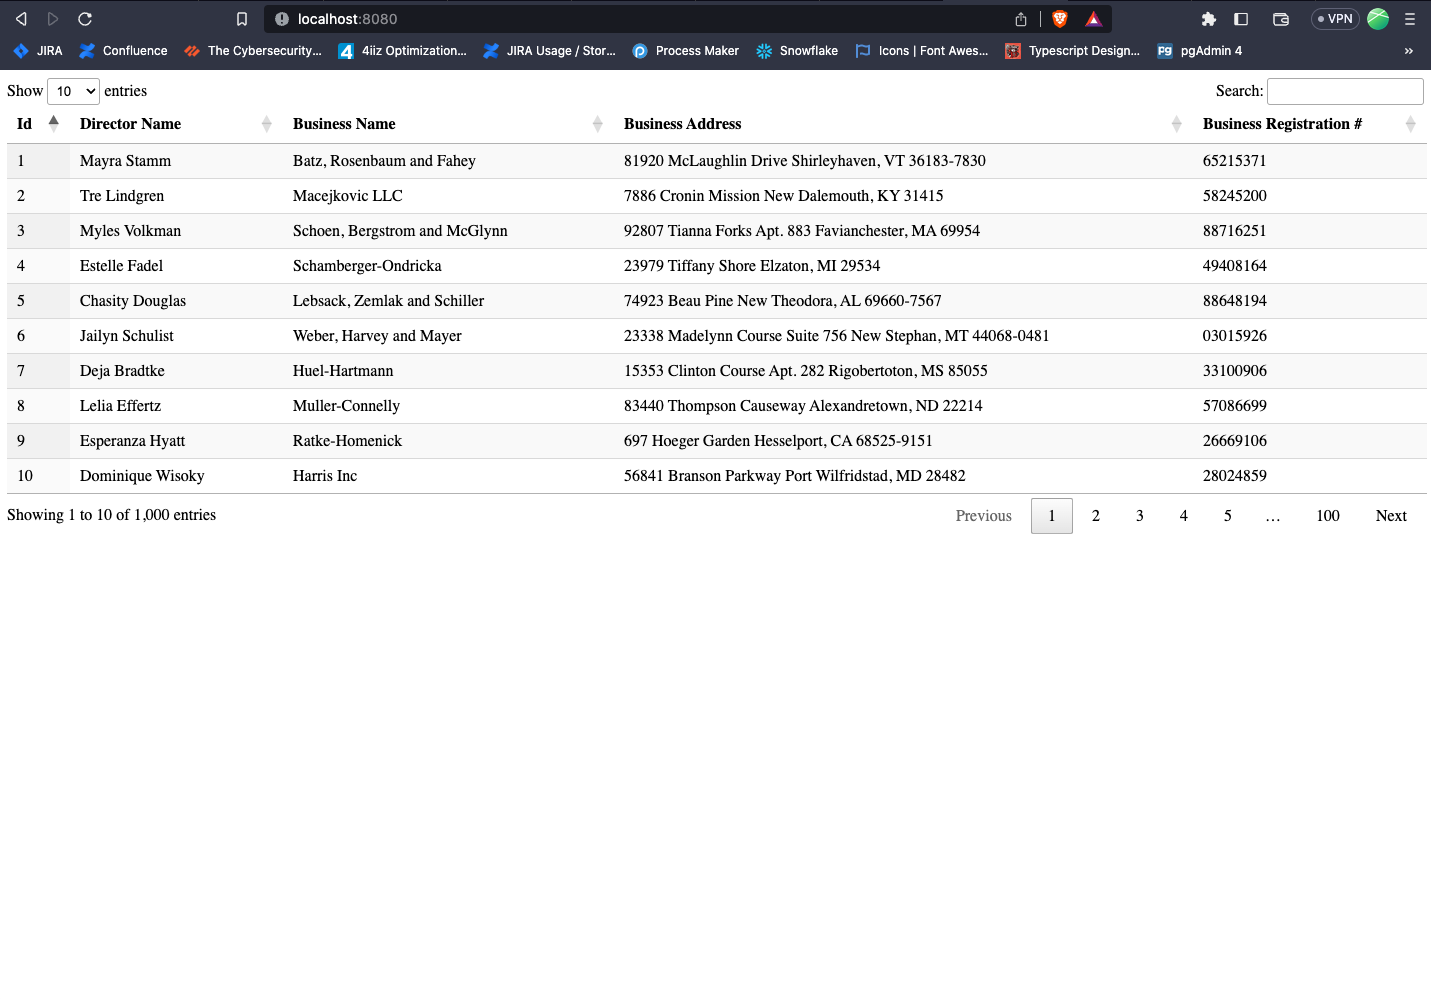 localhost:8080
VPN
JIRA Confluence The Cybersecurity... 4iiz Optimization... JIRA Usage / Stor... Process Maker Snowflake Icons | Font Awes... Typescript Design... pgAdmin 4 »
Show 10 entries Search:
Id Director Name Business Name Business Address Business Registration #
1 Mayra Stamm Batz, Rosenbaum and Fahey 81920 McLaughlin Drive Shirleyhaven, VT 36183-7830 65215371
2 Tre Lindgren Macejkovic LLC 7886 Cronin Mission New Dalemouth, KY 31415 58245200
3 Myles Volkman Schoen, Bergstrom and McGlynn 92807 Tianna Forks Apt. 883 Favianchester, MA 69954 88716251
4 Estelle Fadel Schamberger-Ondricka 23979 Tiffany Shore Elzaton, MI 29534 49408164
5 Chasity Douglas Lebsack, Zemlak and Schiller 74923 Beau Pine New Theodora, AL 69660-7567 88648194
6 Jailyn Schulist Weber, Harvey and Mayer 23338 Madelynn Course Suite 756 New Stephan, MT 44068-0481 03015926
7 Deja Bradtke Huel-Hartmann 15353 Clinton Course Apt. 282 Rigobertoton, MS 85055 33100906
8 Lelia Effertz Muller-Connelly 83440 Thompson Causeway Alexandretown, ND 22214 57086699
9 Esperanza Hyatt Ratke-Homenick 697 Hoeger Garden Hesselport, CA 68525-9151 26669106
10 Dominique Wisoky Harris Inc 56841 Branson Parkway Port Wilfridstad, MD 28482 28024859
Showing 1 to 10 of 1,000 entries Previous 1 2 3 4 5 … 100 Next